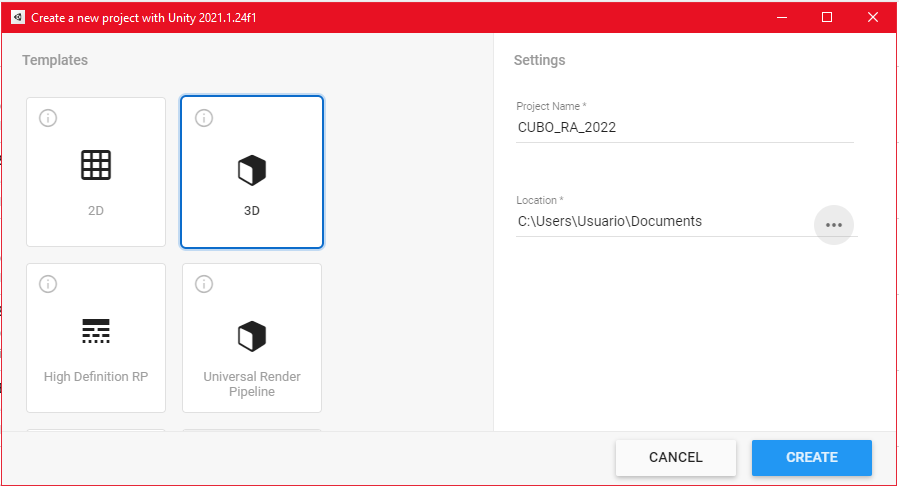 Create a new project with Unity 2021.1.24f1
Templates
2D
3D
High Definition RP
Universal Render
Pipeline
Settings
Project Name *
CUBO_RA_2022
Location *
C:\Users\Usuario\Documents
CANCEL
CREATE